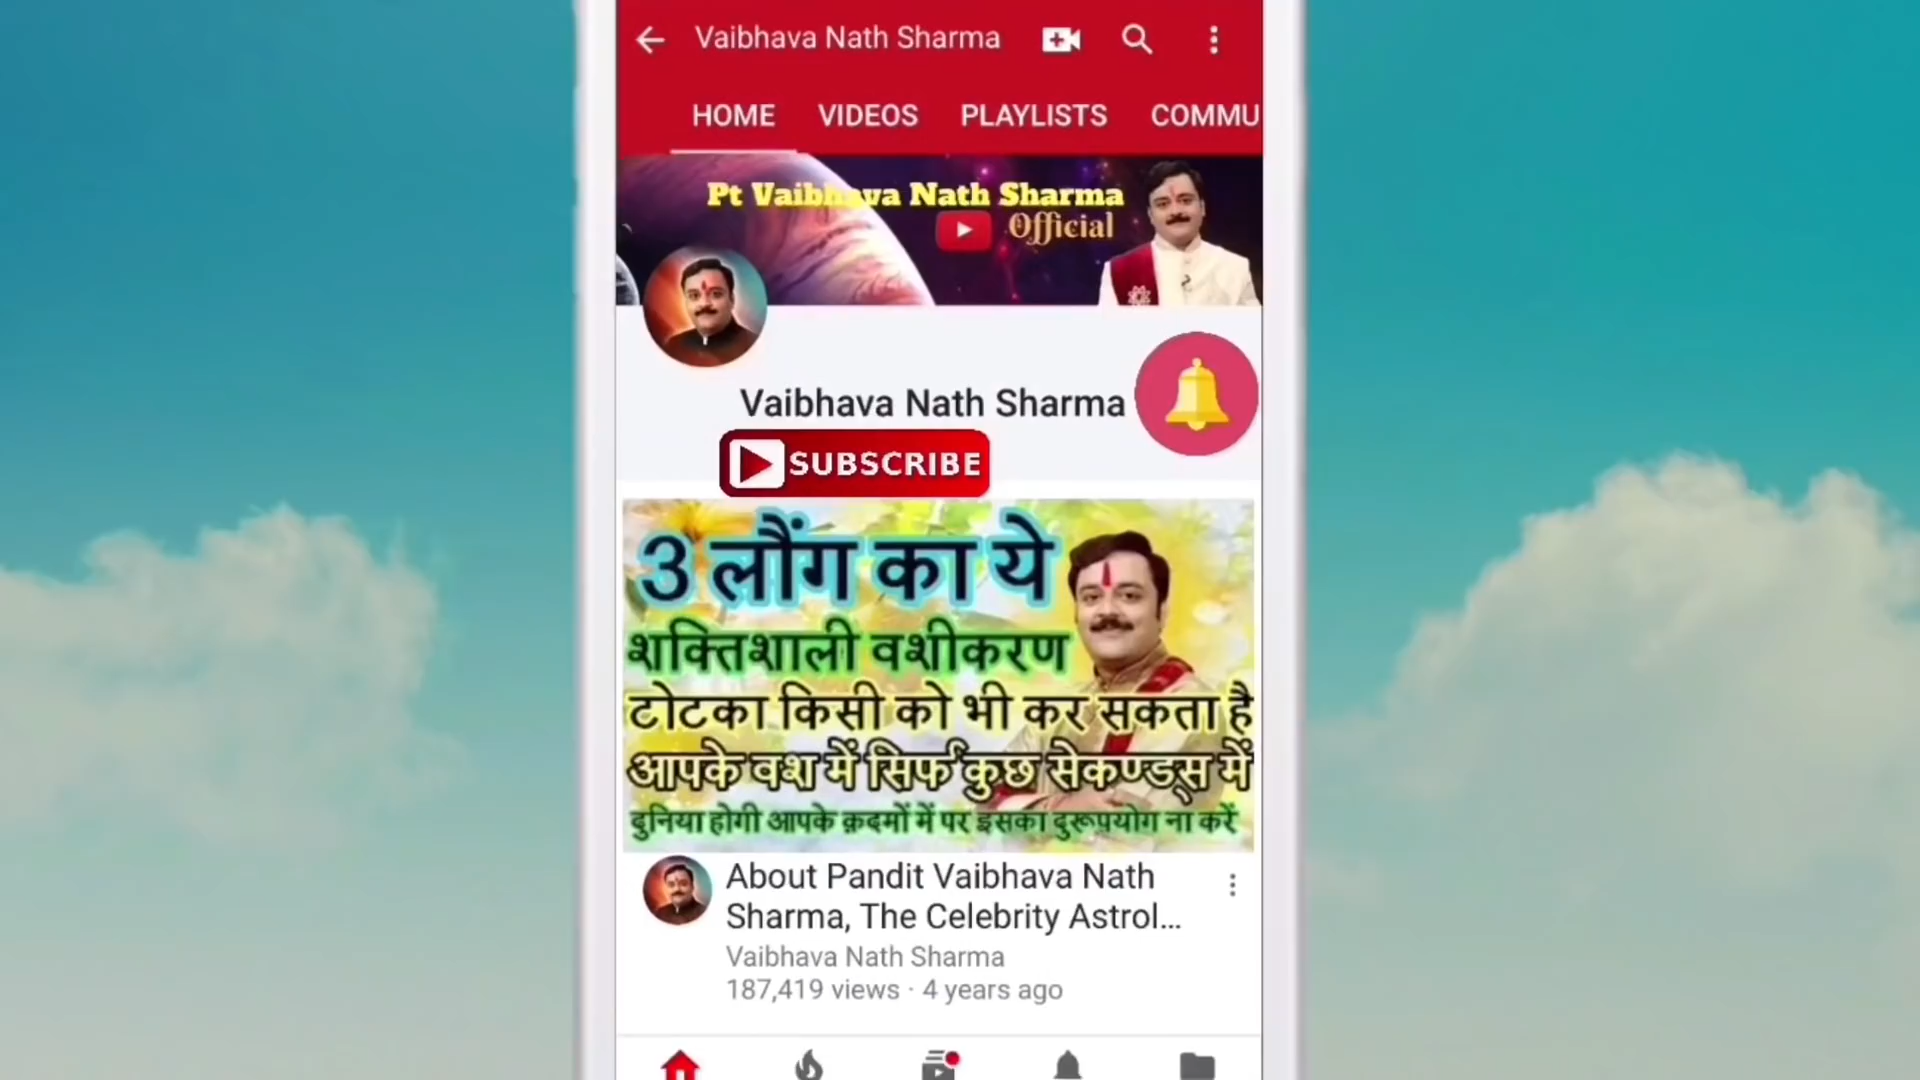 Vaibhava Nath Sharma
HOME VIDEOS PLAYLISTS COMMU
Pt Vaibhava Nath Sharma
Official
Vaibhava Nath Sharma
SUBSCRIBE
3 लौंग का ये
शक्तिशाली वशीकरण
टोटका किसी को भी कर सकता है
आपके वश में सिर्फ कुछ सेकण्ड्स में
दुनिया होगी आपके क़दमों में पर इसका दुरूपयोग ना करें
About Pandit Vaibhava Nath
Sharma, The Celebrity Astrol...
Vaibhava Nath Sharma
187,419 views · 4 years ago